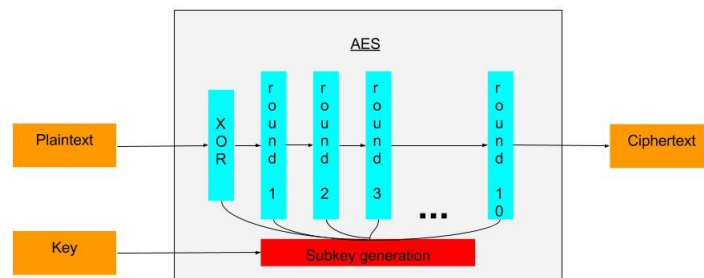 AES
Plaintext
XOR
round 1
round 2
round 3
...
round 10
Ciphertext
Key
Subkey generation